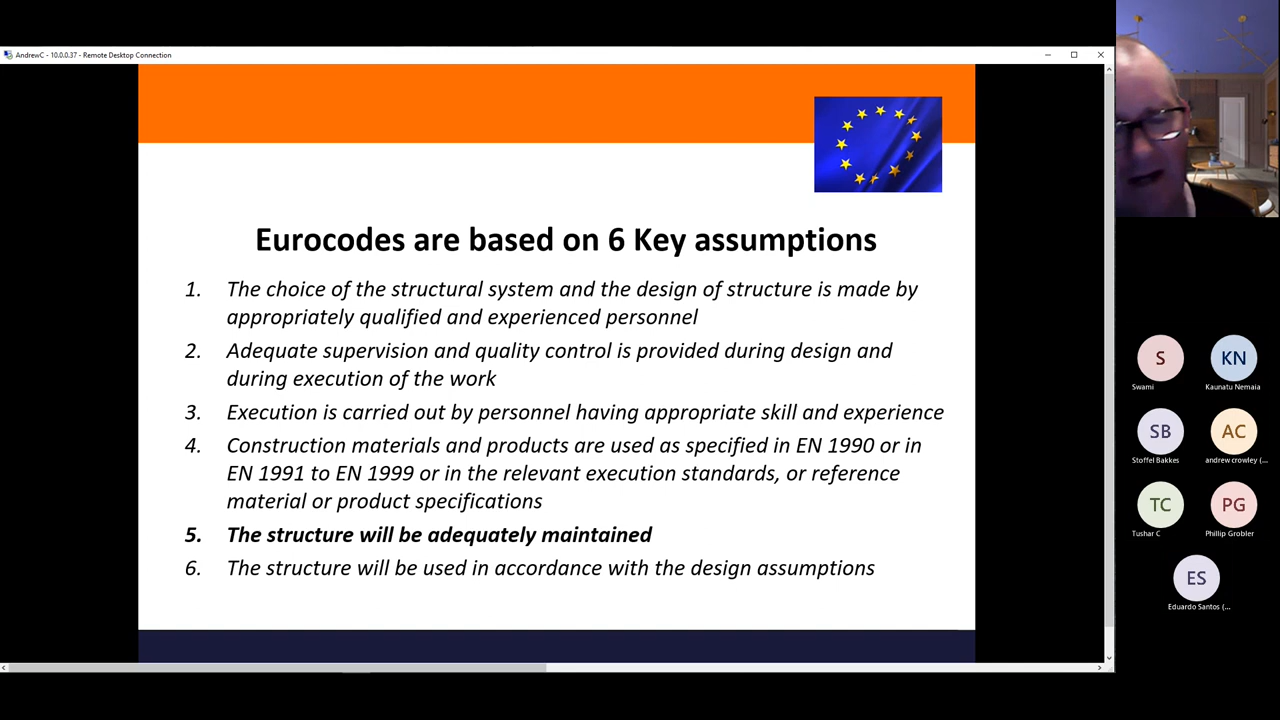 AndrewC - 10.0.0.37 - Remote Desktop Connection
Eurocodes are based on 6 Key assumptions
1. The choice of the structural system and the design of structure is made by
appropriately qualified and experienced personnel
2. Adequate supervision and quality control is provided during design and
during execution of the work
3. Execution is carried out by personnel having appropriate skill and experience
4. Construction materials and products are used as specified in EN 1990 or in
EN 1991 to EN 1999 or in the relevant execution standards, or reference
material or product specifications
5. The structure will be adequately maintained
6. The structure will be used in accordance with the design assumptions
S KN
Swami Kaunatu Nemaia
SB AC
Stoffel Bakkes andrew crowley (...
TC PG
Tushar C Phillip Grobler
ES
Eduardo Santos (...